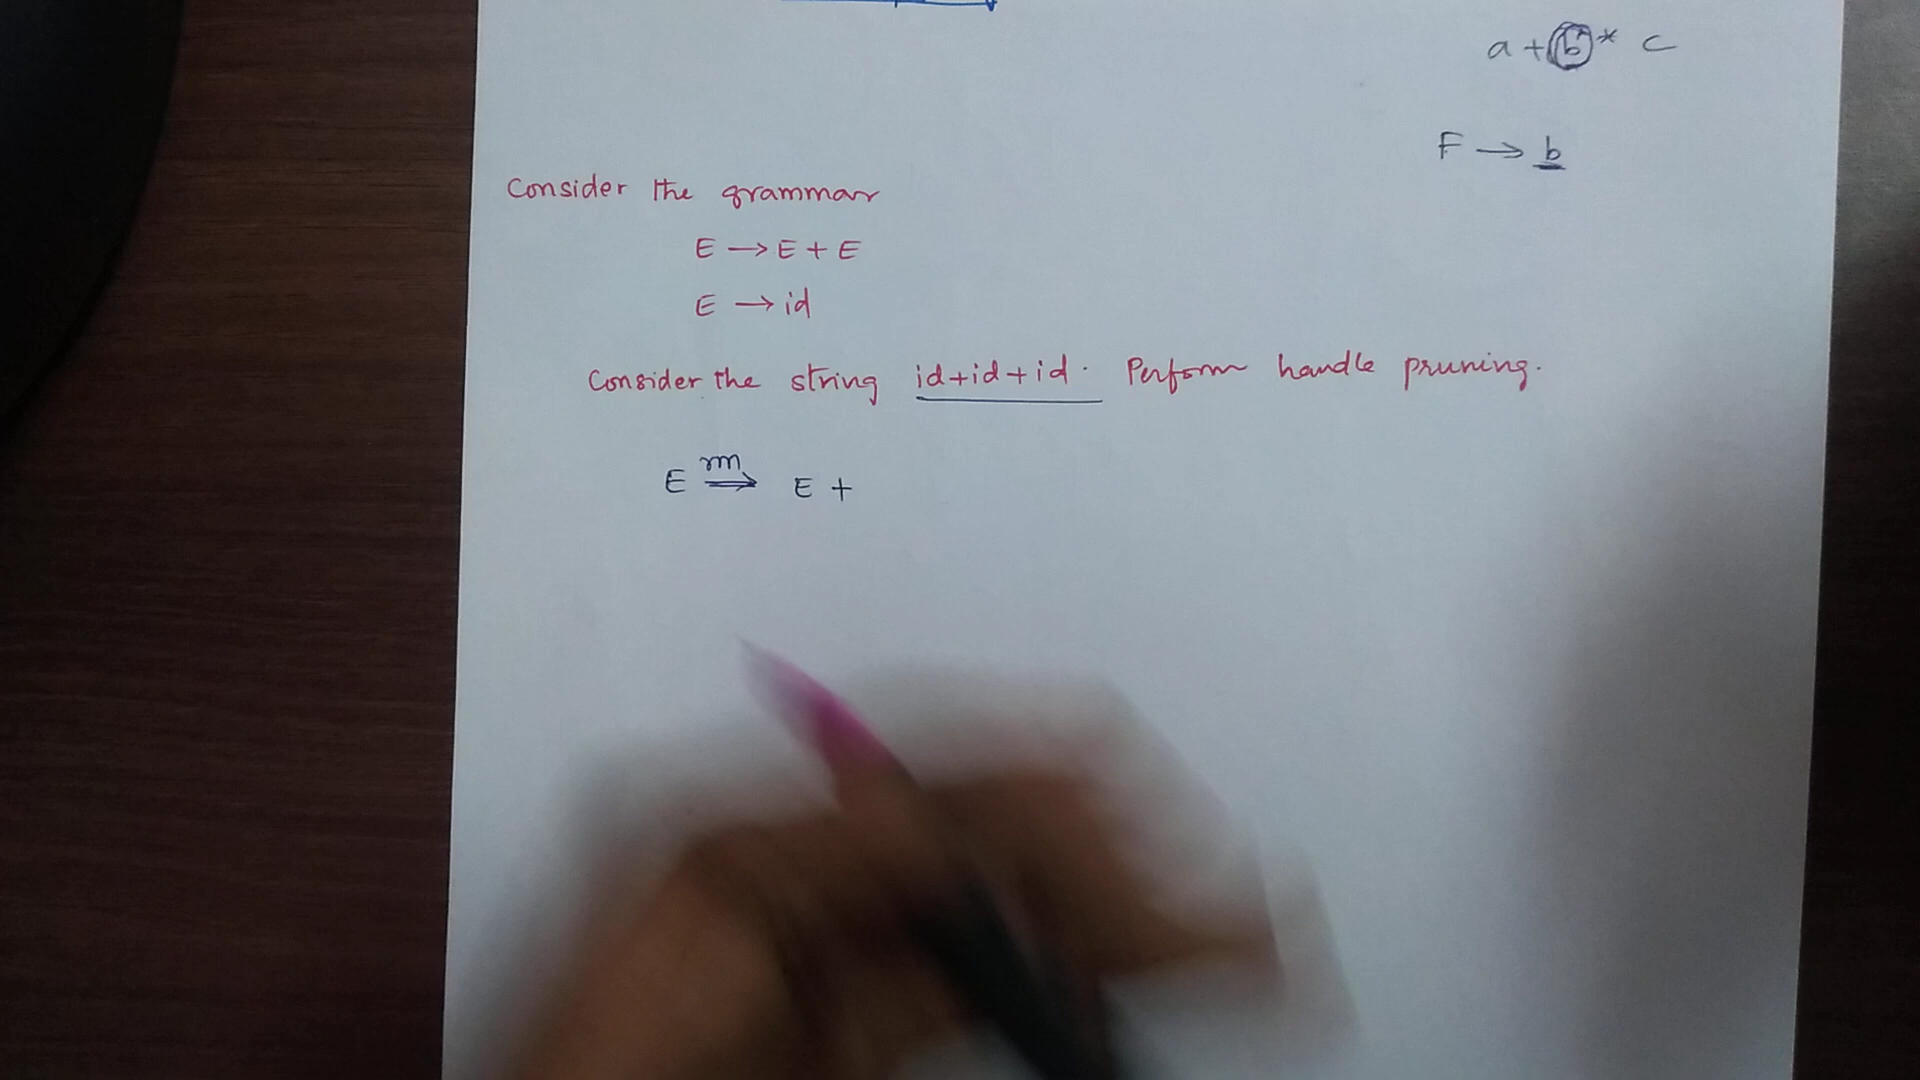 a + b * c
F → b
Consider the grammar
E → E + E
E → id
Consider the string id+id+id. Perform handle pruning.
E rm⇒ E +